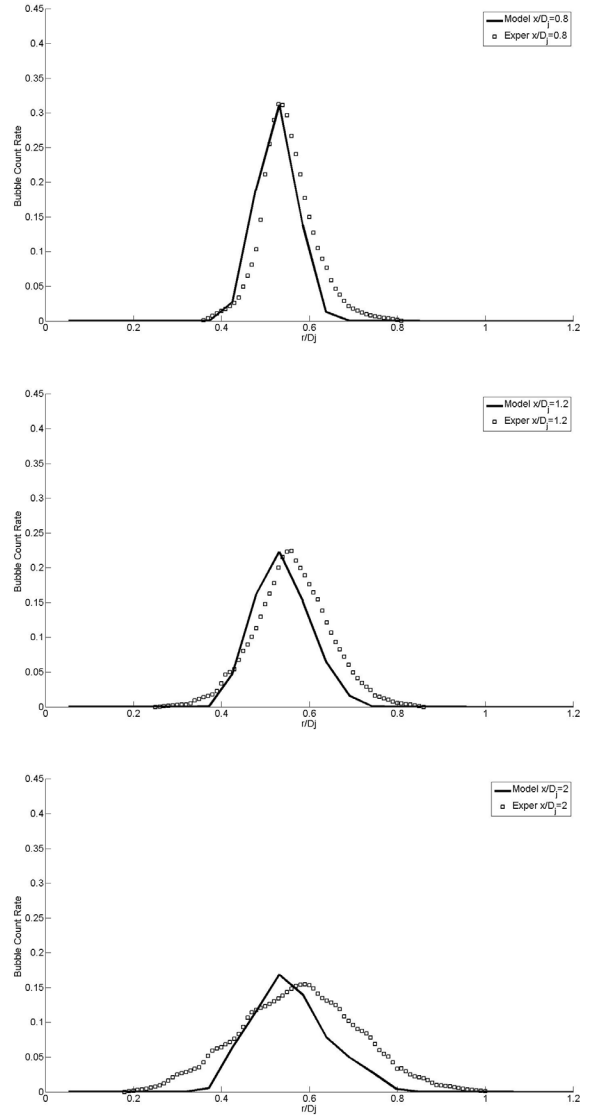 0.45
Model x/Dj=0.8
Exper x/Dj=0.8
0.4
0.35
0.3
0.25
0.2
0.15
0.1
0.05
0
Bubble Count Rate
0 0.2 0.4 0.6 0.8 1 1.2
r/Dj
0.45
Model x/Dj=1.2
Exper x/Dj=1.2
0.4
0.35
0.3
0.25
0.2
0.15
0.1
0.05
0
Bubble Count Rate
0 0.2 0.4 0.6 0.8 1 1.2
r/Dj
0.45
Model x/Dj=2
Exper x/Dj=2
0.4
0.35
0.3
0.25
0.2
0.15
0.1
0.05
0
Bubble Count Rate
0 0.2 0.4 0.6 0.8 1 1.2
r/Dj